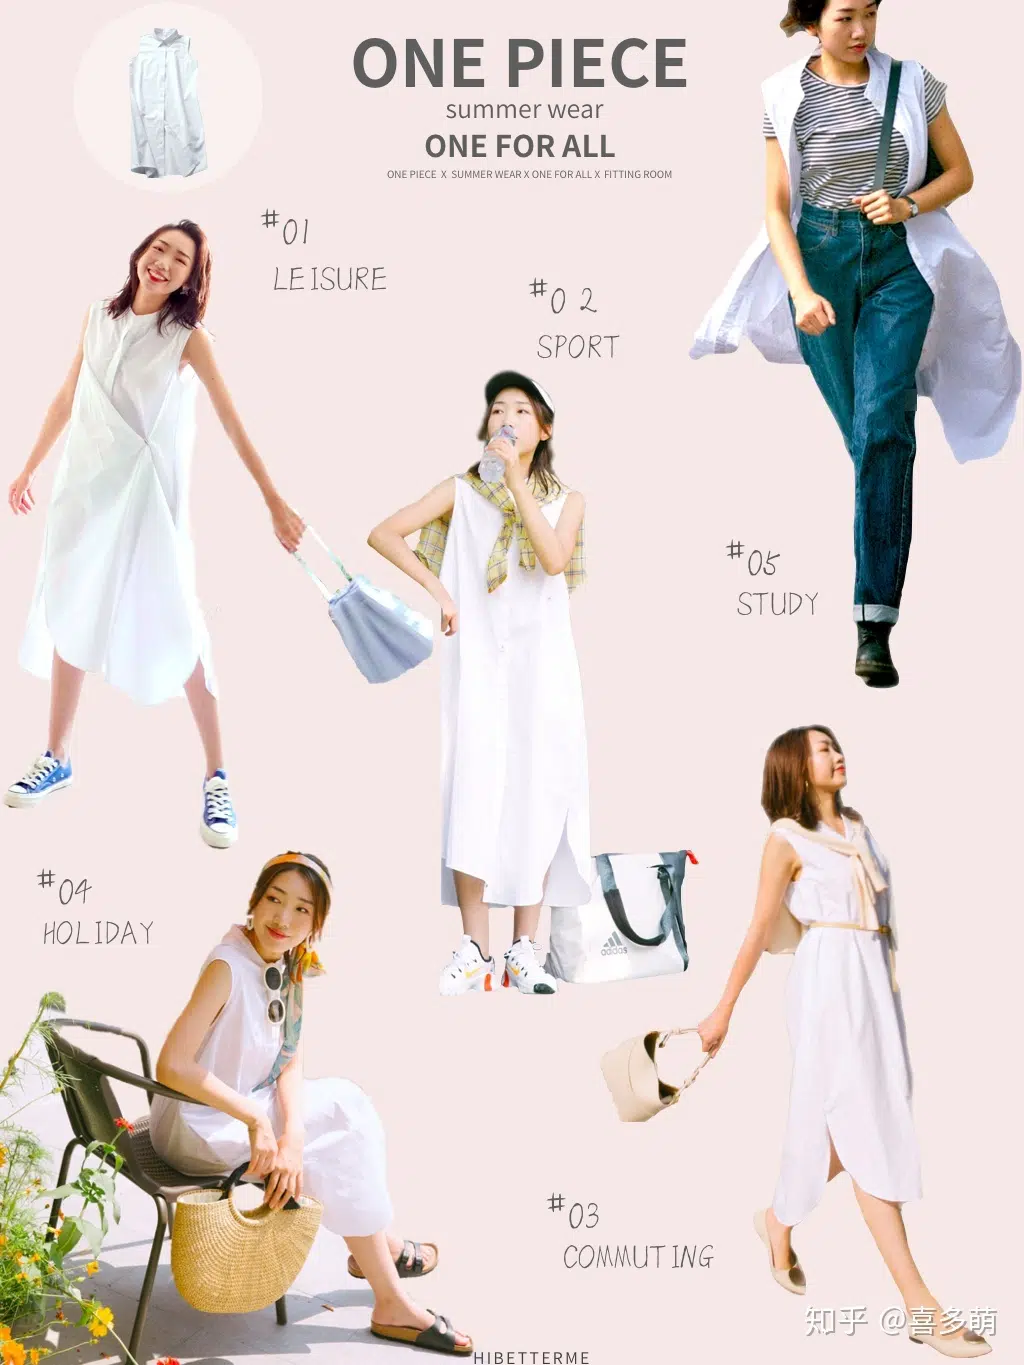 ONE PIECE
summer wear
ONE FOR ALL
ONE PIECE X SUMMER WEAR X ONE FOR ALL X FITTING ROOM
#01
LEISURE
#02
SPORT
#05
STUDY
#04
HOLIDAY
adidas
#03
COMMUTING
知乎 @喜多萌
HIBETTERME